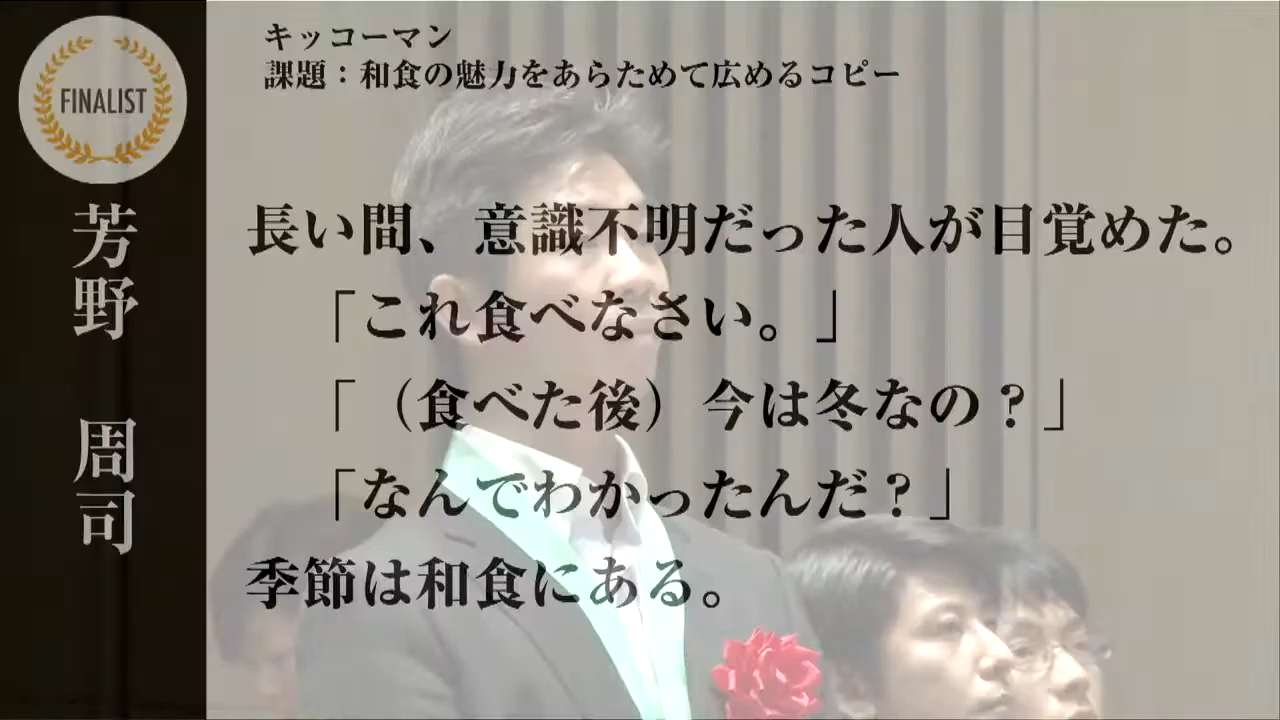 FINALIST
芳野 周司
キッコーマン
課題：和食の魅力をあらためて広めるコピー
長い間、意識不明だった人が目覚めた。
「これ食べなさい。」
「（食べた後）今は冬なの？」
「なんでわかったんだ？」
季節は和食にある。